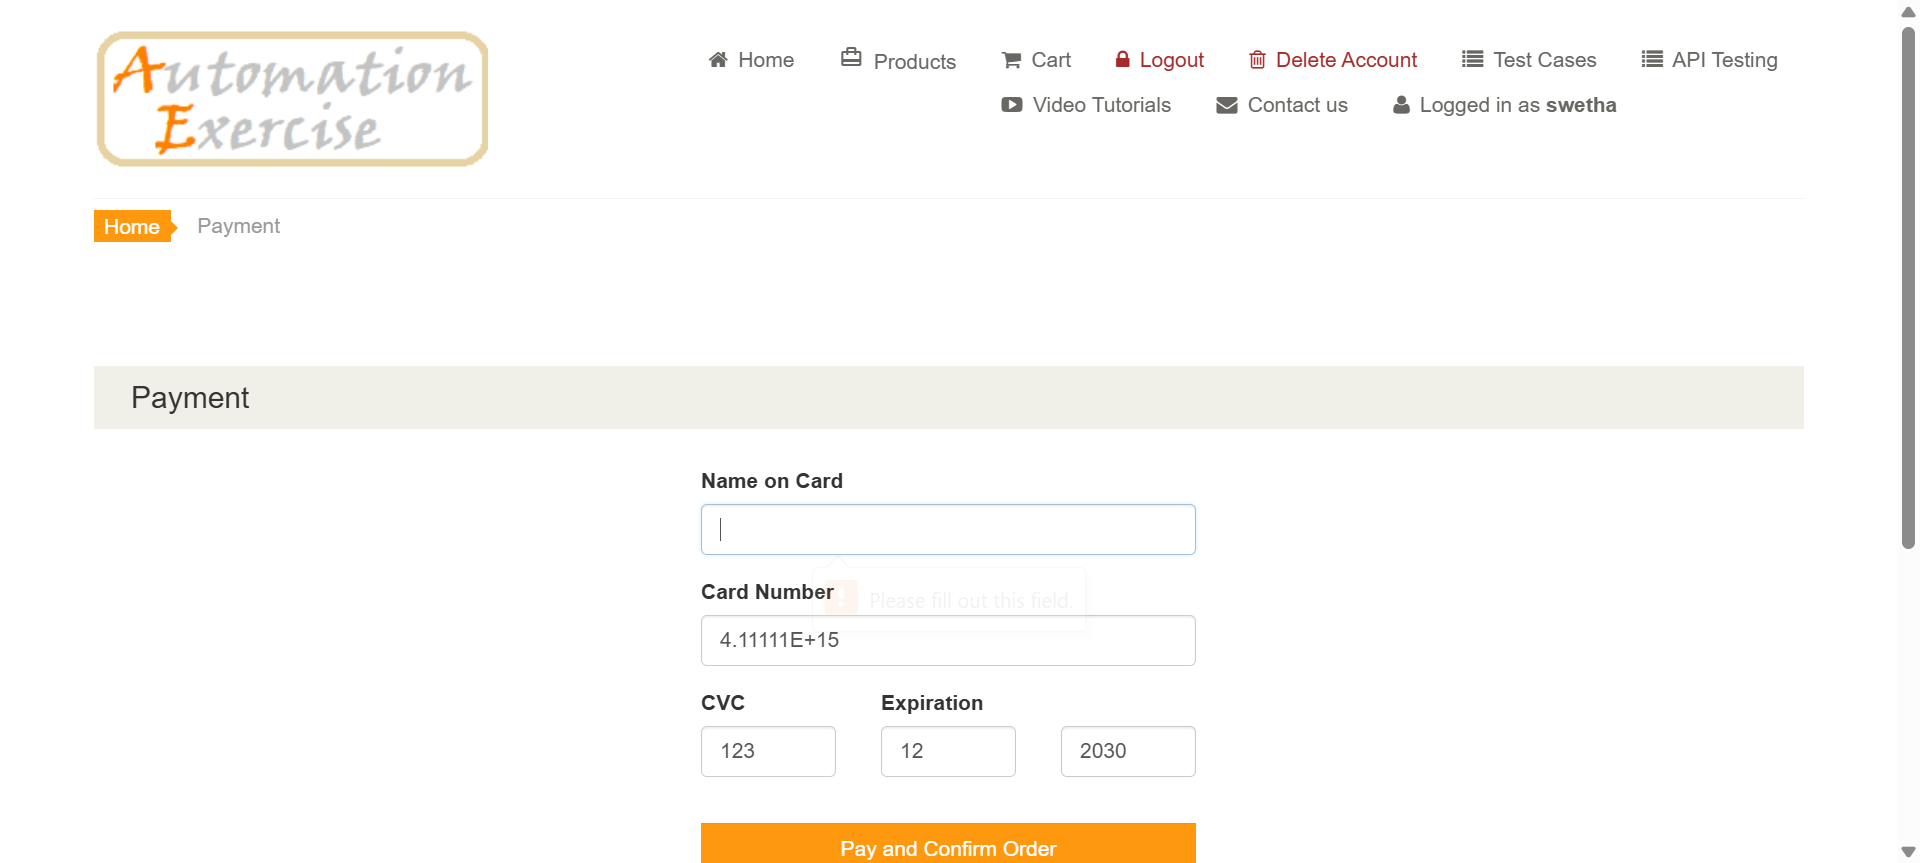 Automation
Exercise
Home Products Cart Logout Delete Account Test Cases API Testing
Video Tutorials Contact us Logged in as swetha
Home Payment
Payment
Name on Card
Card Number
Please fill out this field.
4.11111E+15
CVC Expiration
123 12 2030
Pay and Confirm Order